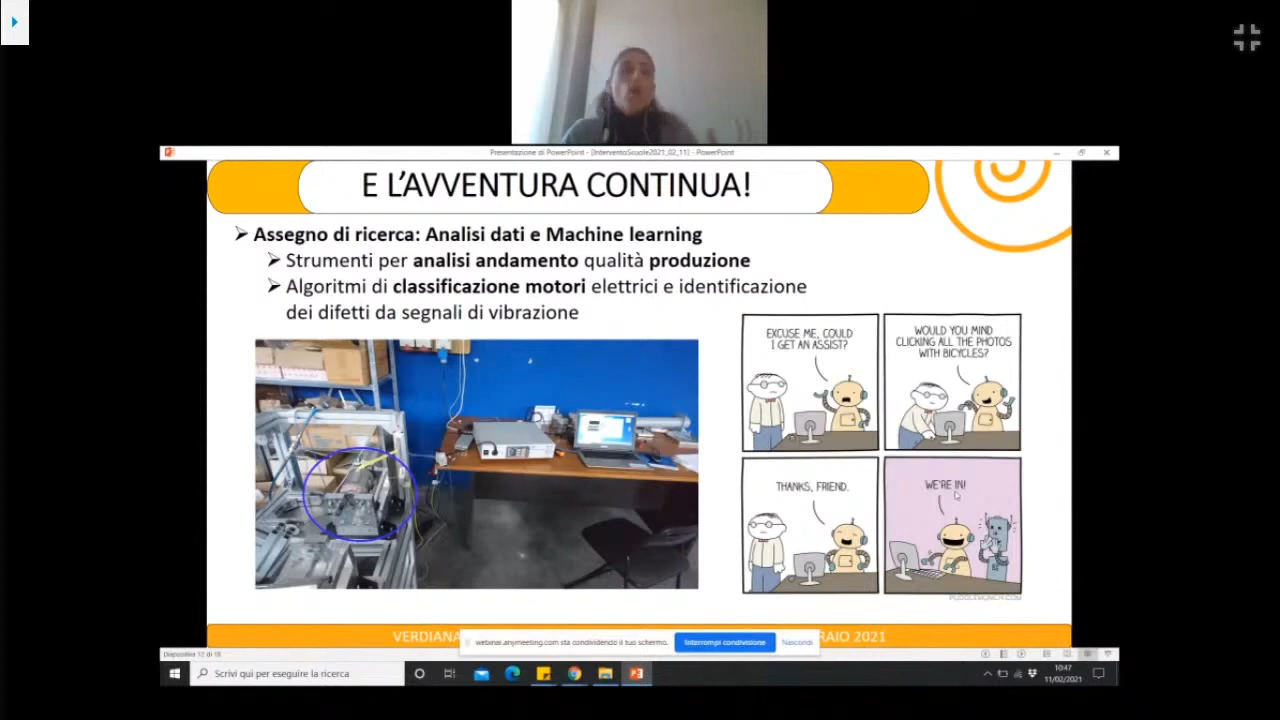 Presentazione di PowerPoint - [InterventoScuole2021_02_11] - PowerPoint
E L'AVVENTURA CONTINUA!
➢ Assegno di ricerca: Analisi dati e Machine learning
➢ Strumenti per analisi andamento qualità produzione
➢ Algoritmi di classificazione motori elettrici e identificazione
dei difetti da segnali di vibrazione
EXCUSE ME, COULD
I GET AN ASSIST?
WOULD YOU MIND
CLICKING ALL THE PHOTOS
WITH BICYCLES?
THANKS, FRIEND.
WE'RE IN!
VERDIANA
RAIO 2021
webinar.anymeeting.com sta condividendo il tuo schermo.
Interrompi condivisione
Nascondi
Diapositiva 12 di 18
Scrivi qui per eseguire la ricerca
10:47
11/02/2021